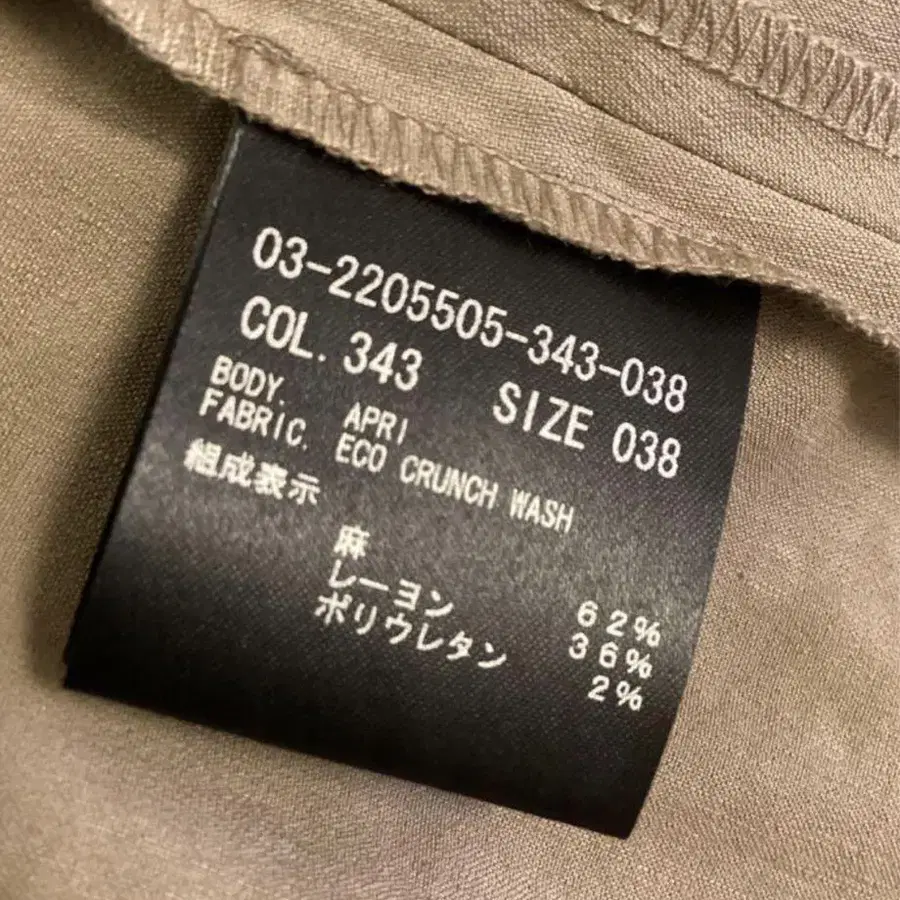 03-2205505-343-038
COL. 343 SIZE 038
BODY. APRI
FABRIC. ECO CRUNCH WASH
組成表示
麻 62%
レーヨン 36%
ポリウレタン 2%